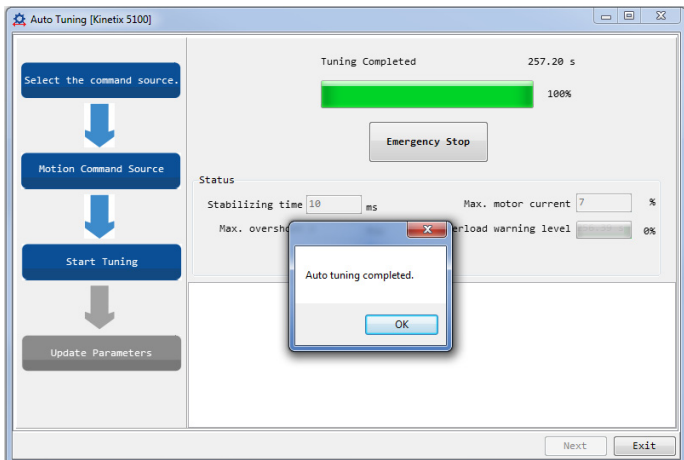 Auto Tuning [Kinetix 5100]
Select the command source.
Motion Command Source
Start Tuning
Update Parameters
Tuning Completed 257.20 s
100%
Emergency Stop
Status
Stabilizing time 10 ms Max. motor current 7 %
Max. warning level 0%
Auto tuning completed.
OK
Next Exit